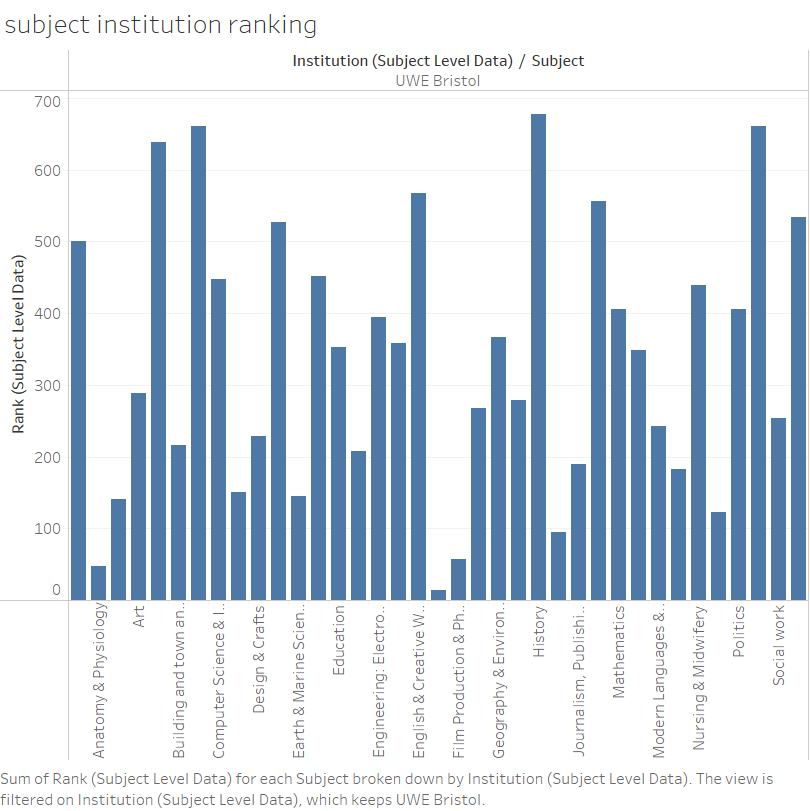 subject institution ranking
Institution (Subject Level Data) / Subject
UWE Bristol
Rank (Subject Level Data)
700
600
500
400
300
200
100
0
Anatomy & Physiology
Art
Building and town an..
Computer Science & I..
Design & Crafts
Earth & Marine Scien..
Education
Engineering: Electro..
English & Creative W..
Film Production & Ph..
Geography & Environ..
History
Journalism, Publishi..
Mathematics
Modern Languages &..
Nursing & Midwifery
Politics
Social work
Sum of Rank (Subject Level Data) for each Subject broken down by Institution (Subject Level Data). The view is
filtered on Institution (Subject Level Data), which keeps UWE Bristol.